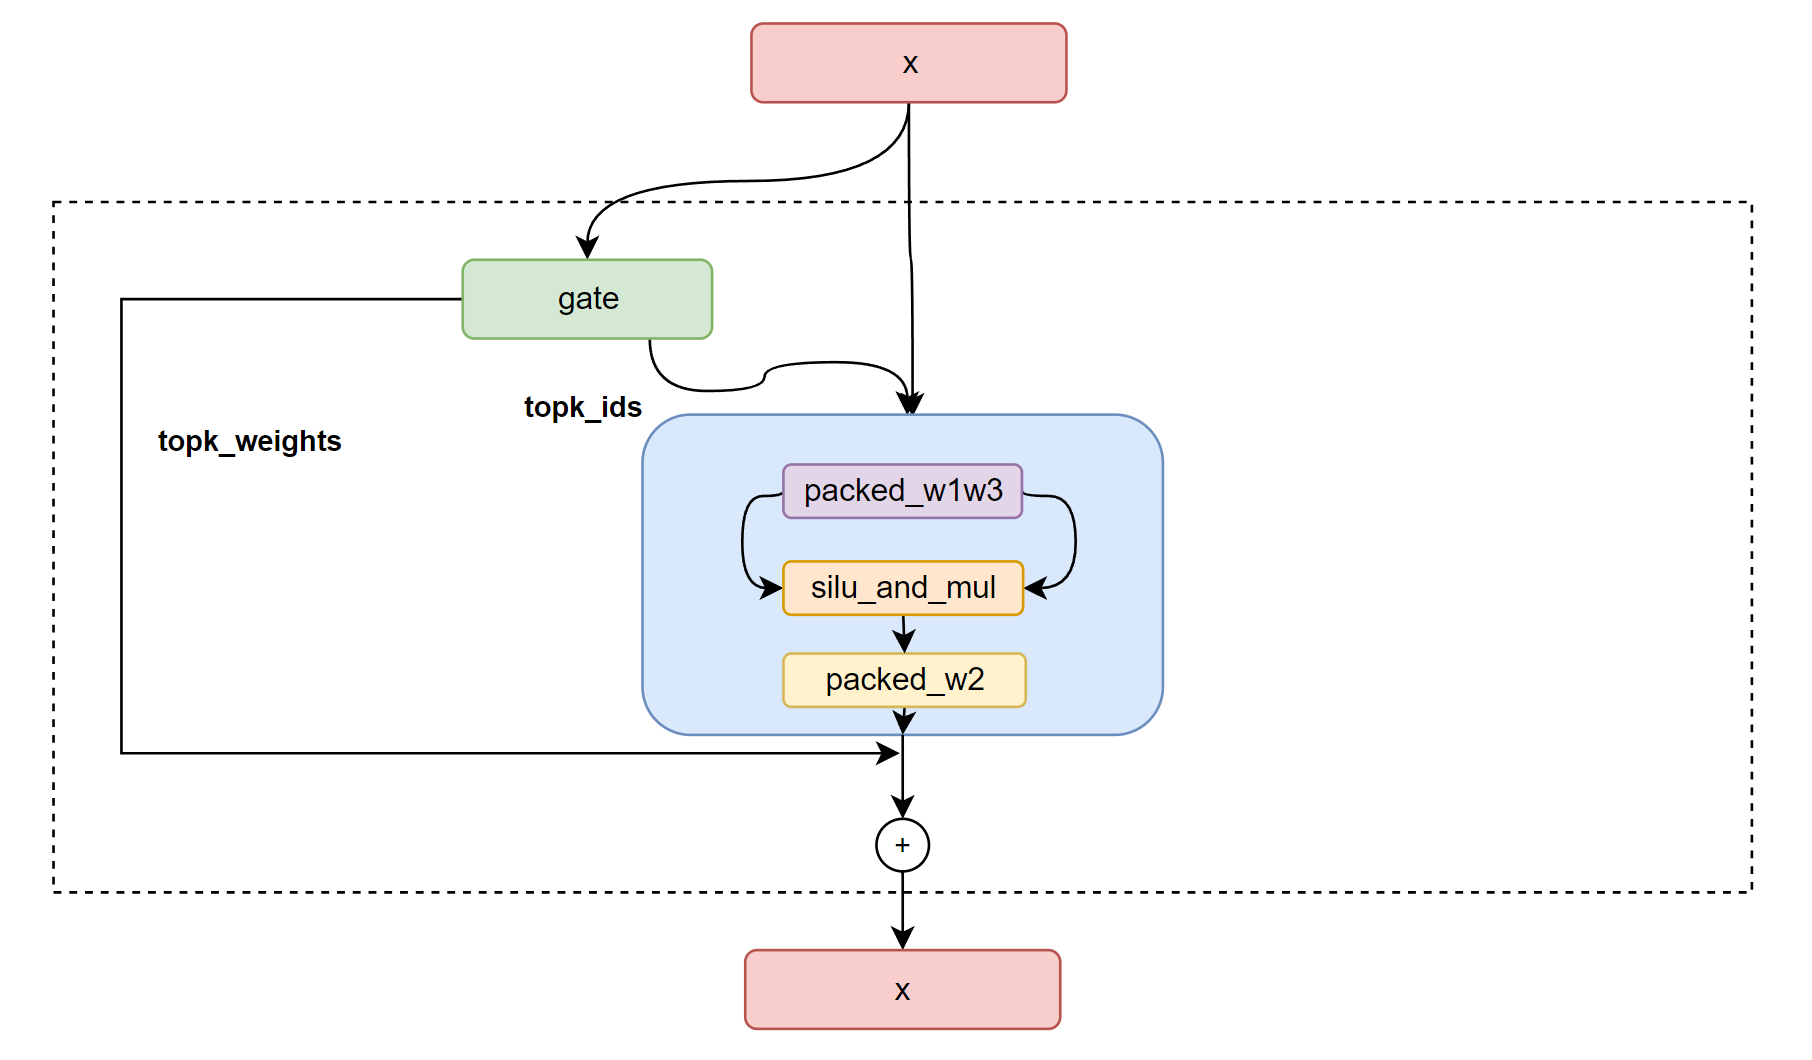 x
gate
topk_ids
topk_weights
packed_w1w3
silu_and_mul
packed_w2
+
x